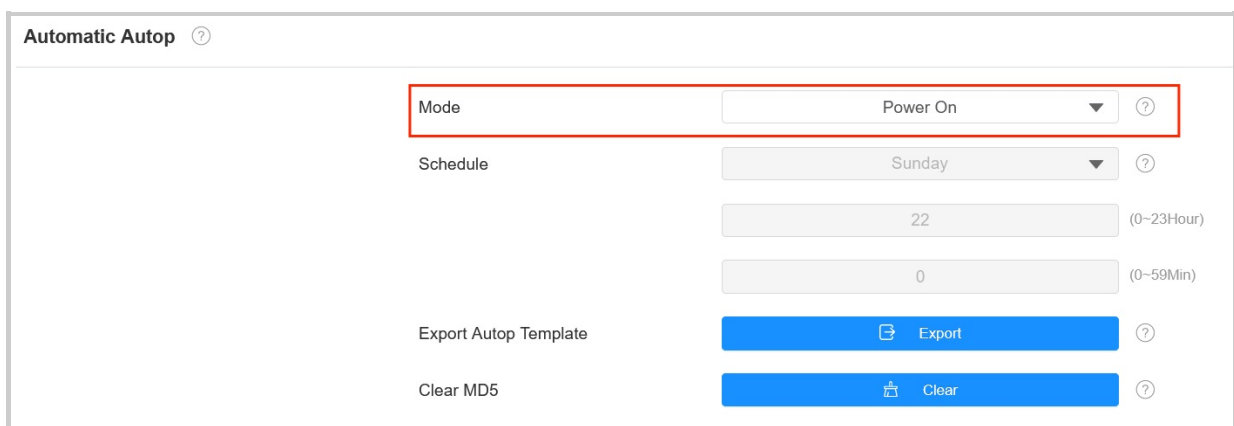 Automatic Autop ?
Mode Power On ?
Schedule Sunday ?
22 (0~23Hour)
0 (0~59Min)
Export Autop Template Export ?
Clear MD5 Clear ?